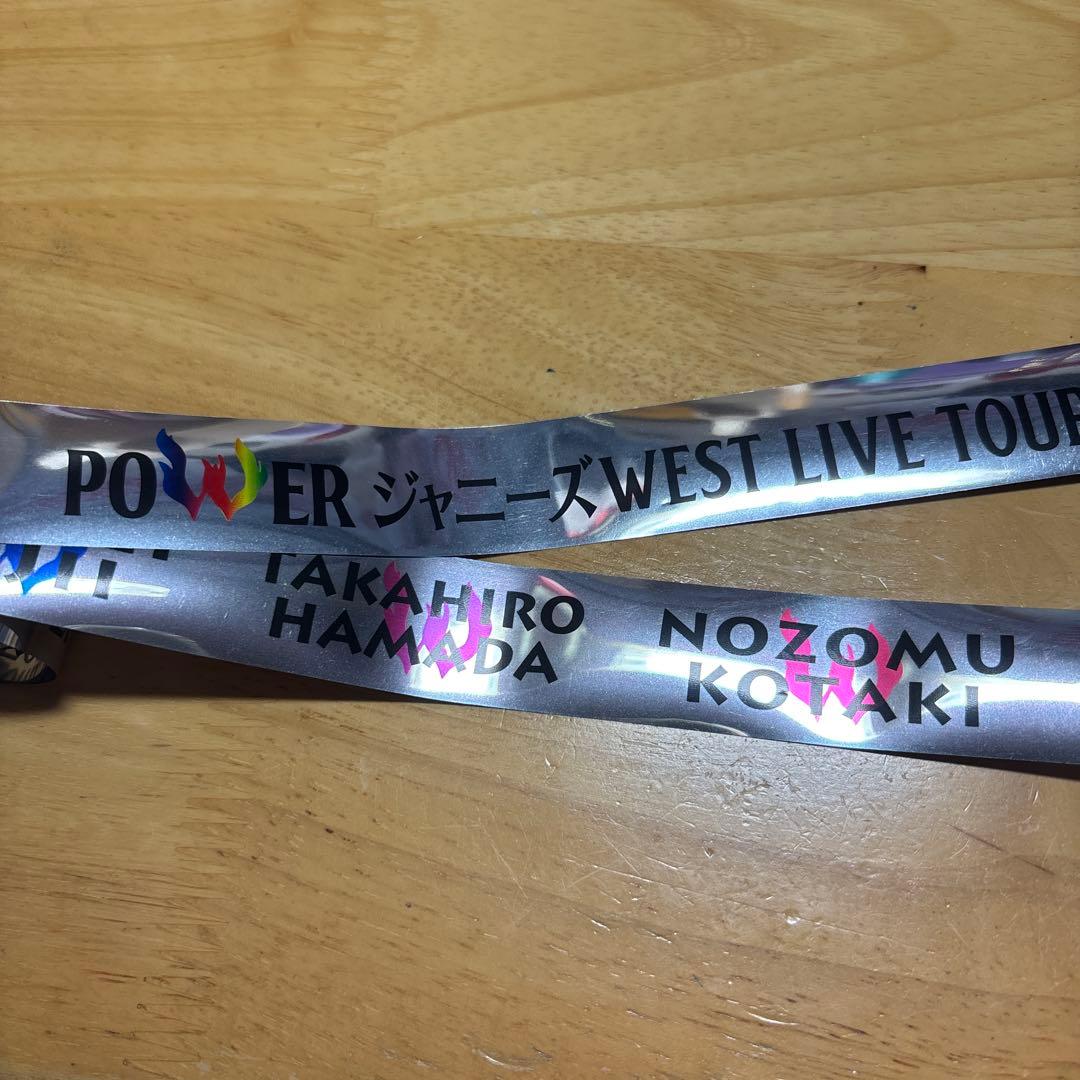 POWER ジャニーズWEST LIVE TOUR
TAKAHIRO
HAMADA
NOZOMU
KOTAKI